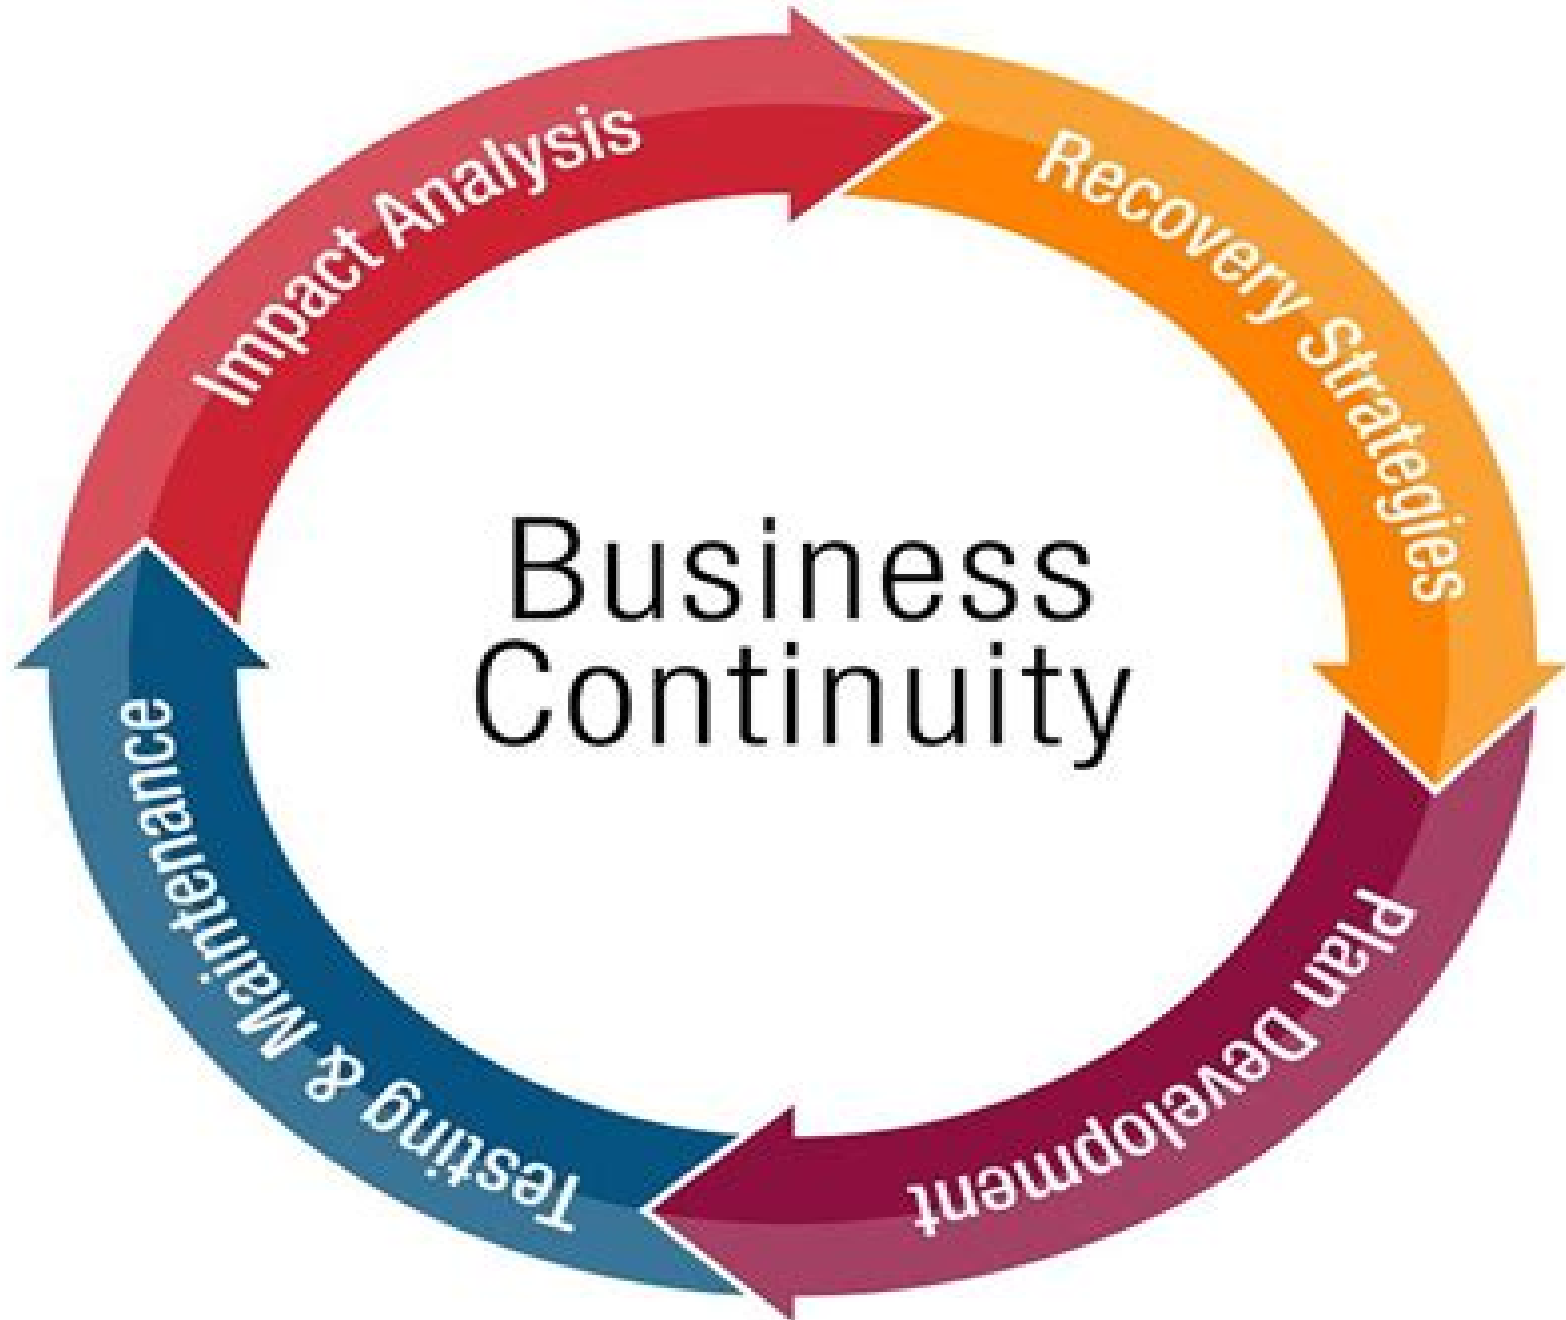 Impact Analysis
Recovery Strategies
Business
Continuity
Plan Development
Testing & Maintenance